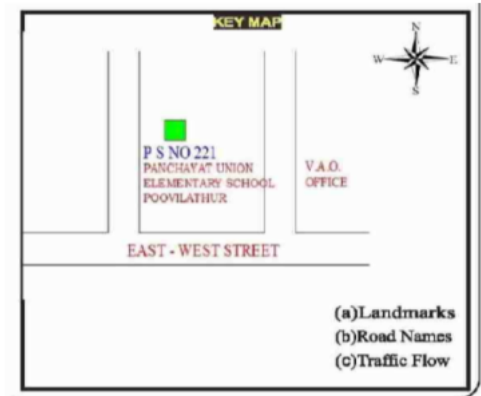 KEY MAP
N
W
E
S
P S NO 221
PANCHAYAT UNION
ELEMENTARY SCHOOL
POOVILATHUR
V.A.O.
OFFICE
EAST - WEST STREET
(a)Landmarks
(b)Road Names
(c)Traffic Flow